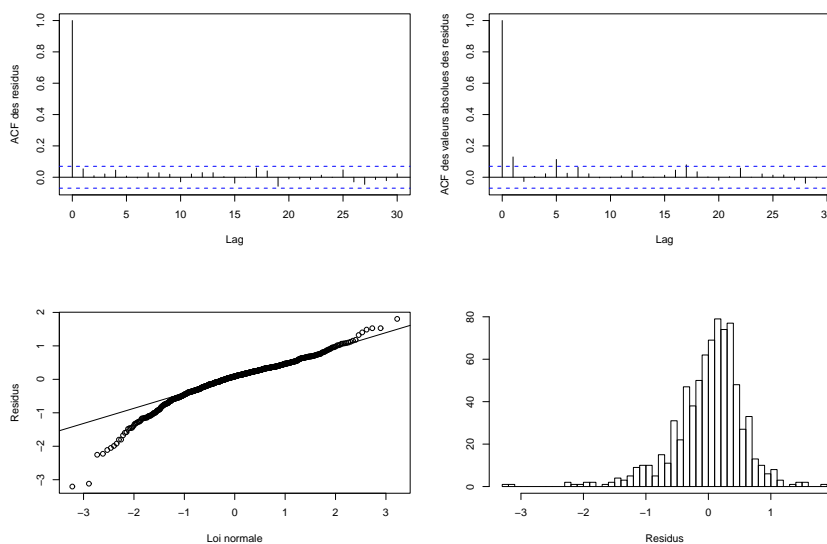 ACF des residus
0.0 0.2 0.4 0.6 0.8 1.0
0 5 10 15 20 25 30
Lag
ACF des valeurs absolues des residus
0.0 0.2 0.4 0.6 0.8 1.0
0 5 10 15 20 25 30
Lag
Residus
−3 −2 −1 0 1 2
−3 −2 −1 0 1 2 3
Loi normale
0 20 40 60 80
−3 −2 −1 0 1
Residus